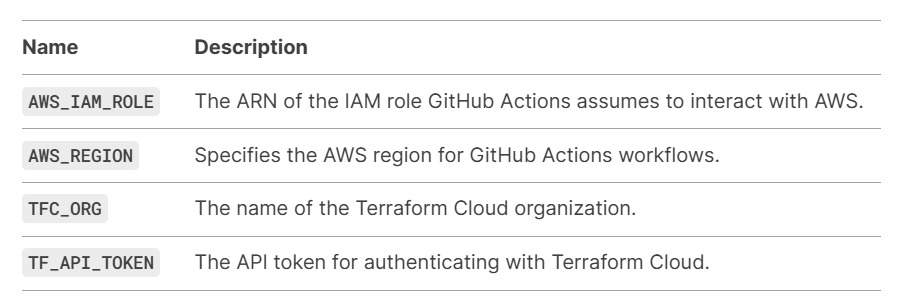 Name Description
AWS_IAM_ROLE The ARN of the IAM role GitHub Actions assumes to interact with AWS.
AWS_REGION Specifies the AWS region for GitHub Actions workflows.
TFC_ORG The name of the Terraform Cloud organization.
TF_API_TOKEN The API token for authenticating with Terraform Cloud.